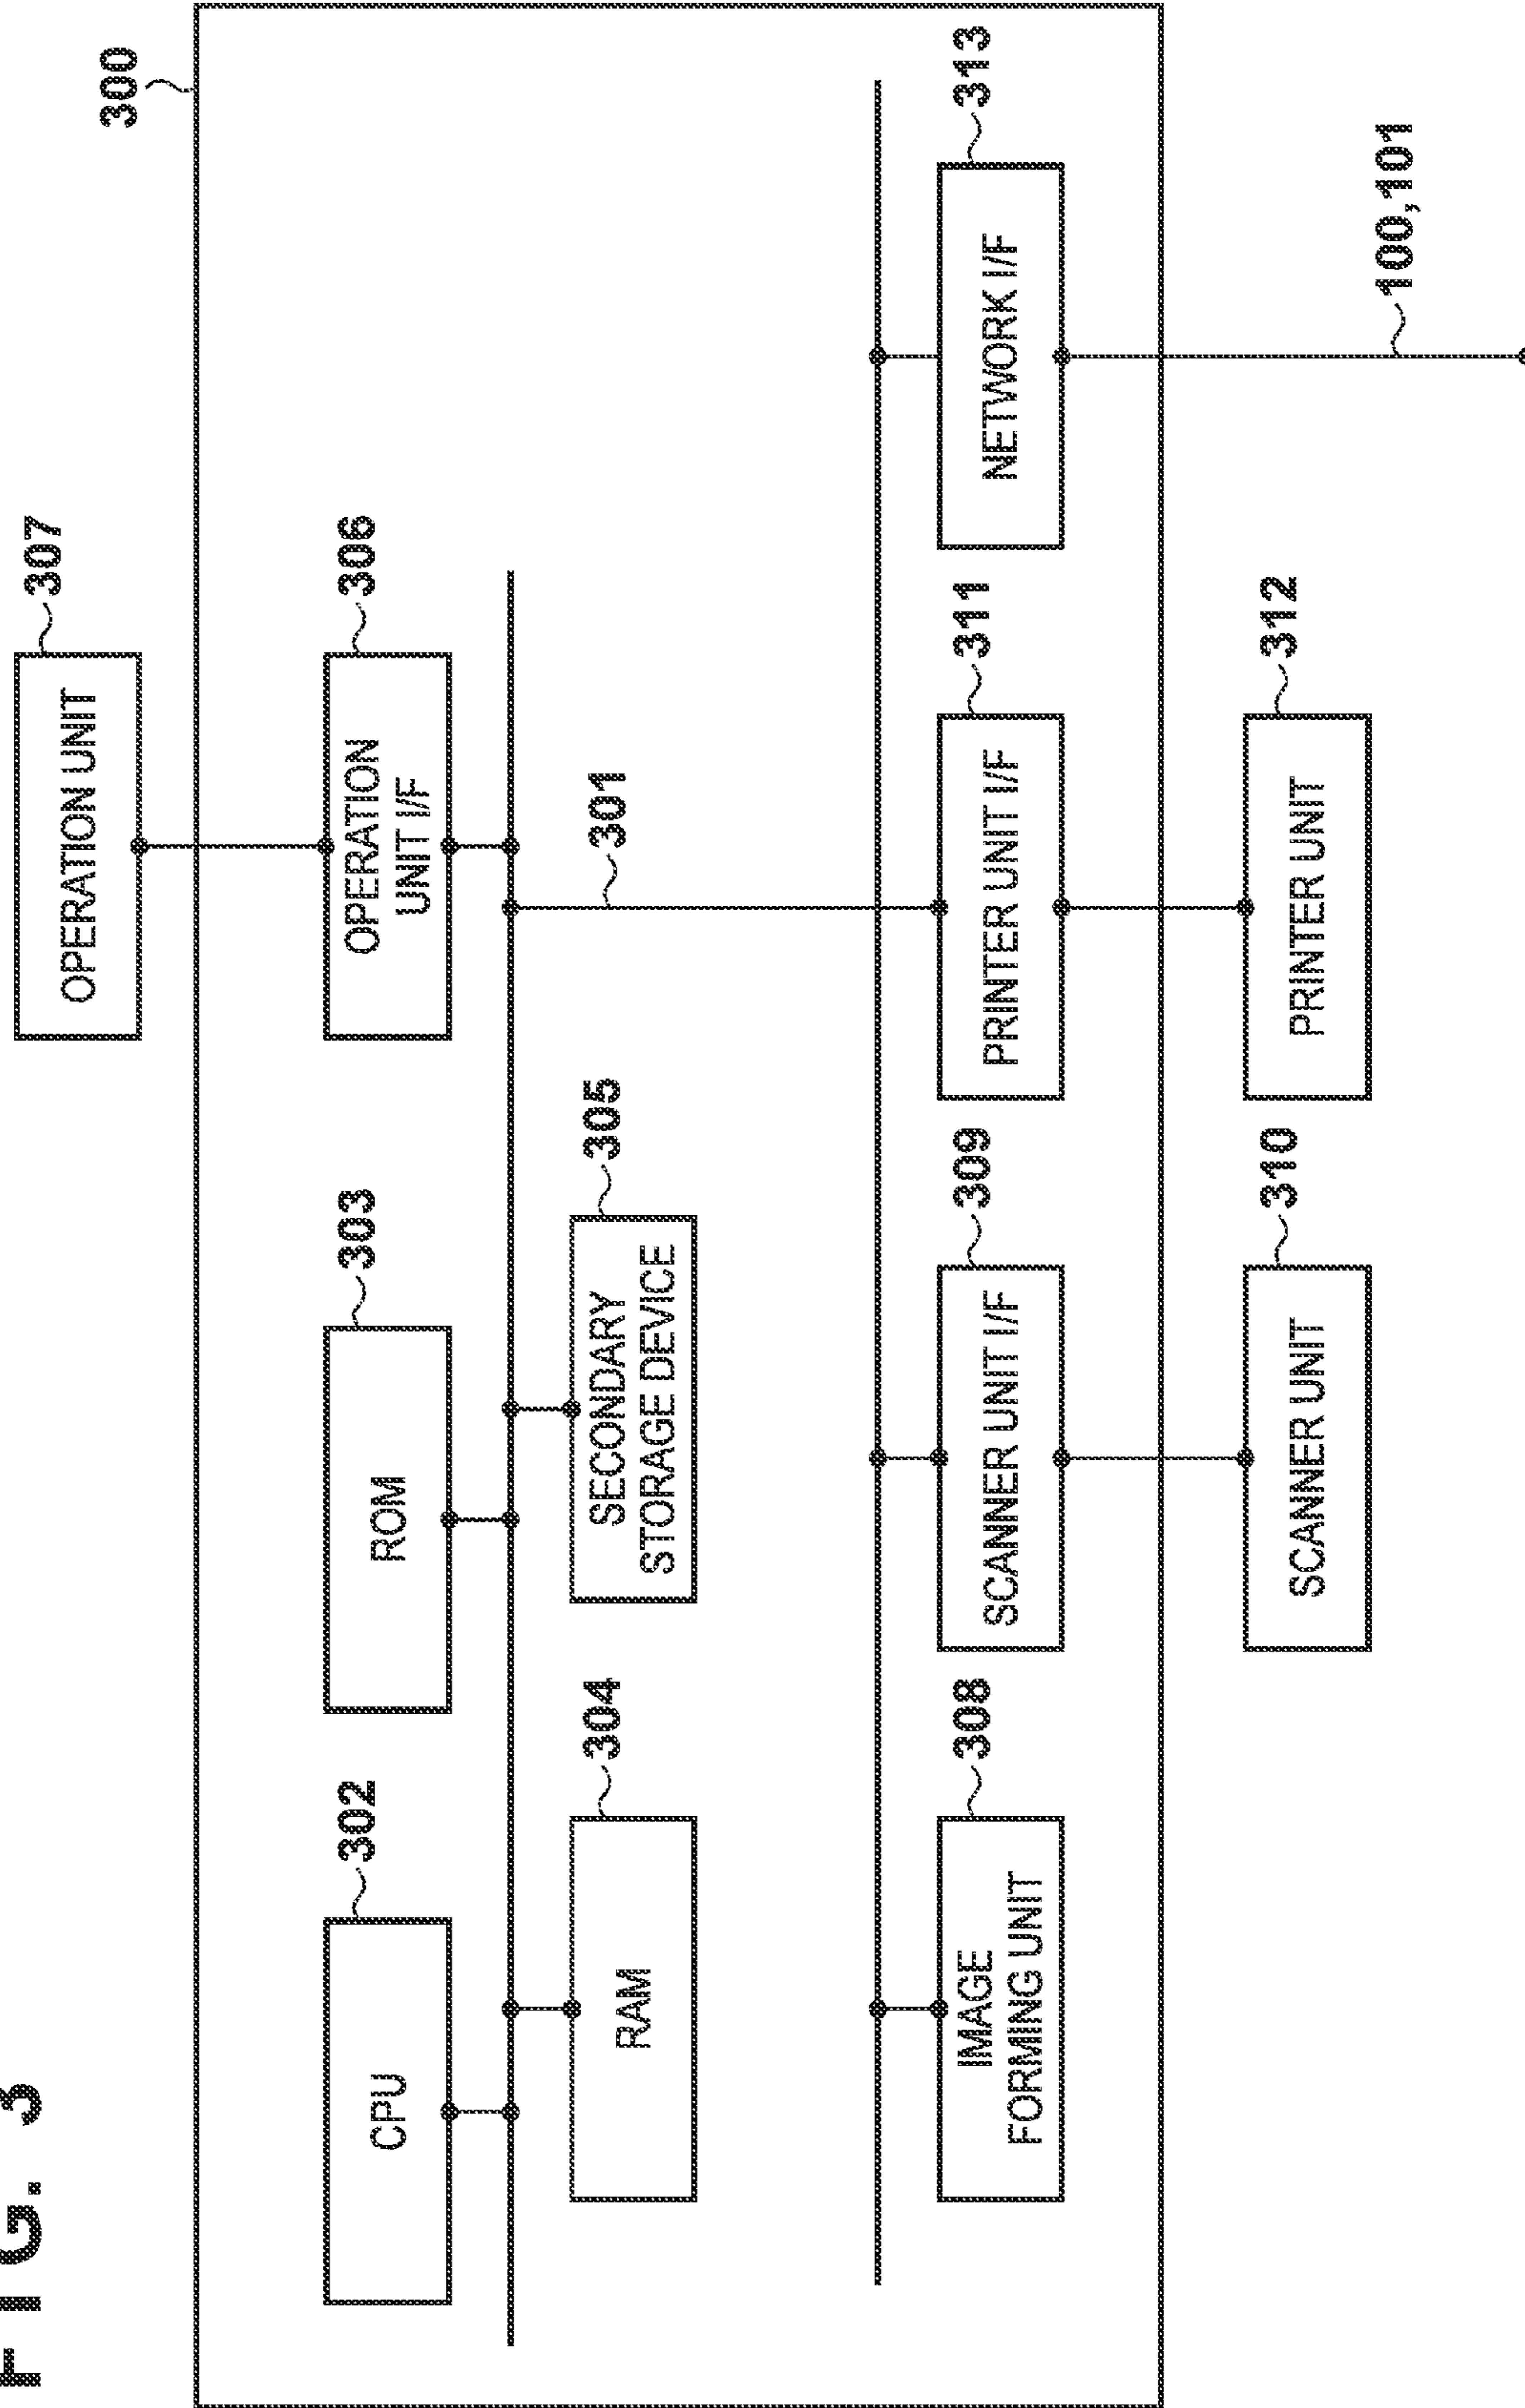 FIG. 3
300
OPERATION UNIT
307
CPU
302
ROM
303
OPERATION
UNIT I/F
306
RAM
304
SECONDARY
STORAGE DEVICE
305
301
IMAGE
FORMING UNIT
308
SCANNER UNIT I/F
309
PRINTER UNIT I/F
311
NETWORK I/F
313
SCANNER UNIT
310
PRINTER UNIT
312
100,101